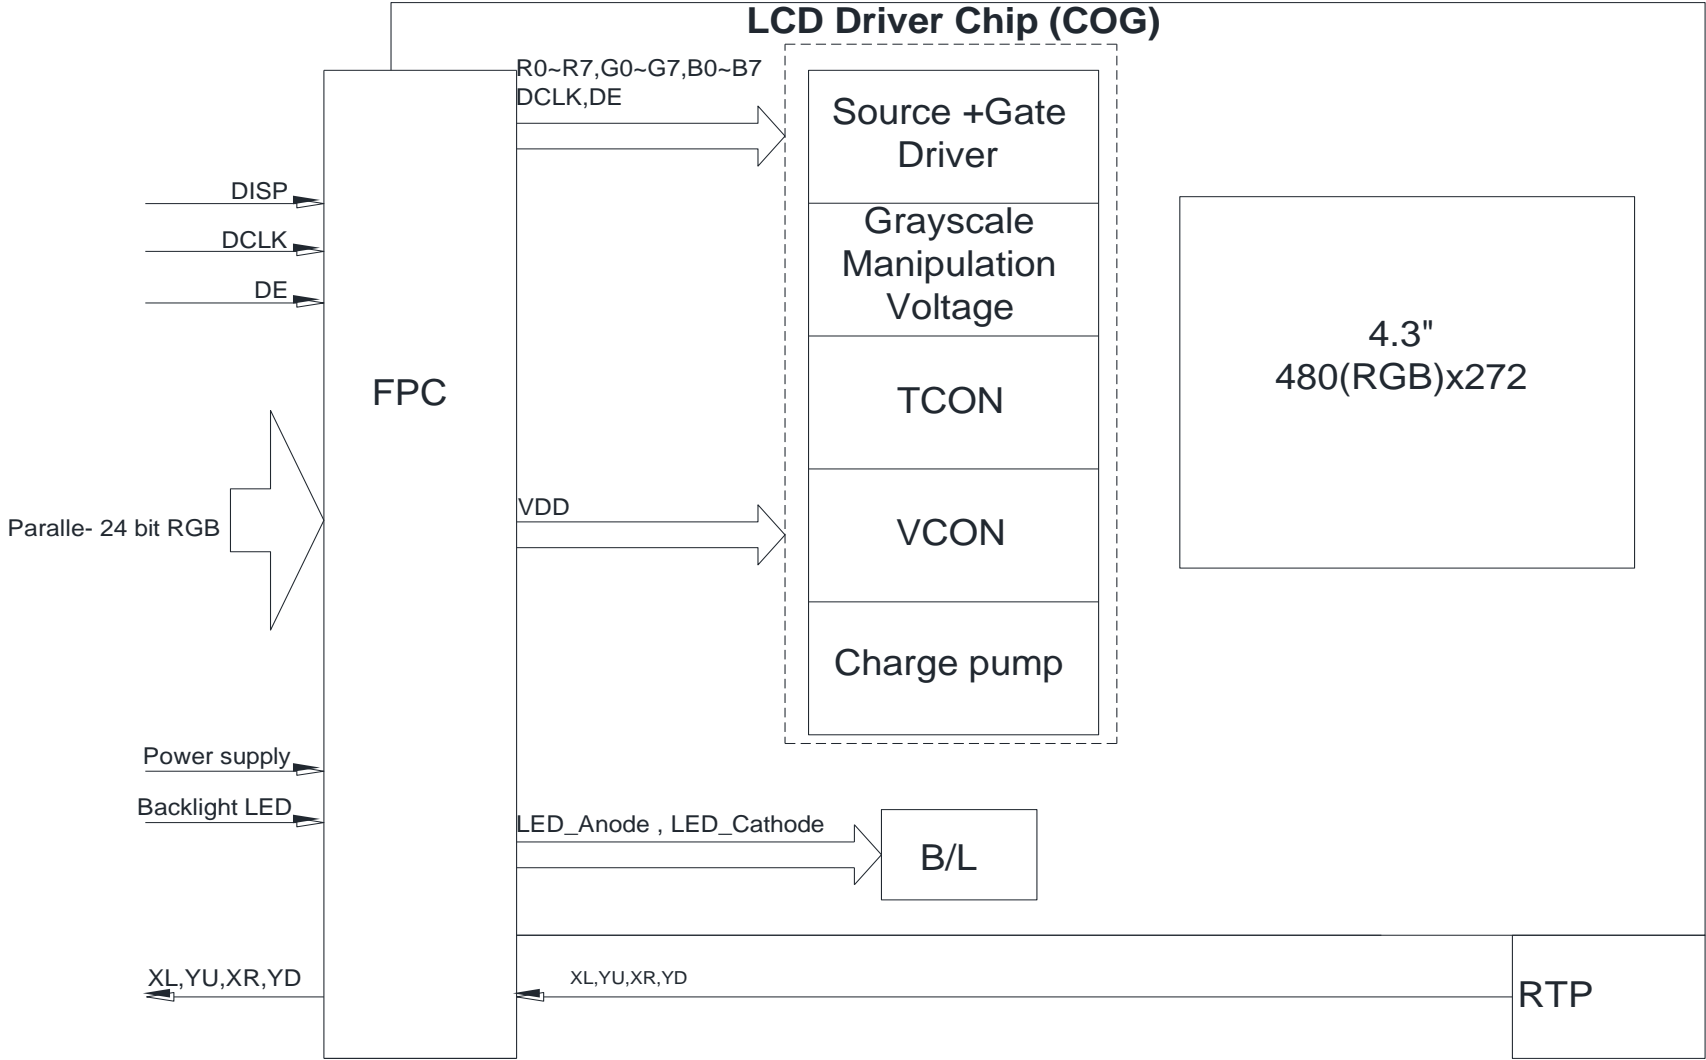 LCD Driver Chip (COG)
R0~R7,G0~G7,B0~B7
DCLK,DE
Source +Gate
Driver
DISP
Grayscale
Manipulation
Voltage
DCLK
DE
4.3"
480(RGB)x272
FPC
TCON
VDD
Paralle- 24 bit RGB
VCON
Charge pump
Power supply
Backlight LED
LED_Anode , LED_Cathode
B/L
XL,YU,XR,YD
XL,YU,XR,YD
RTP